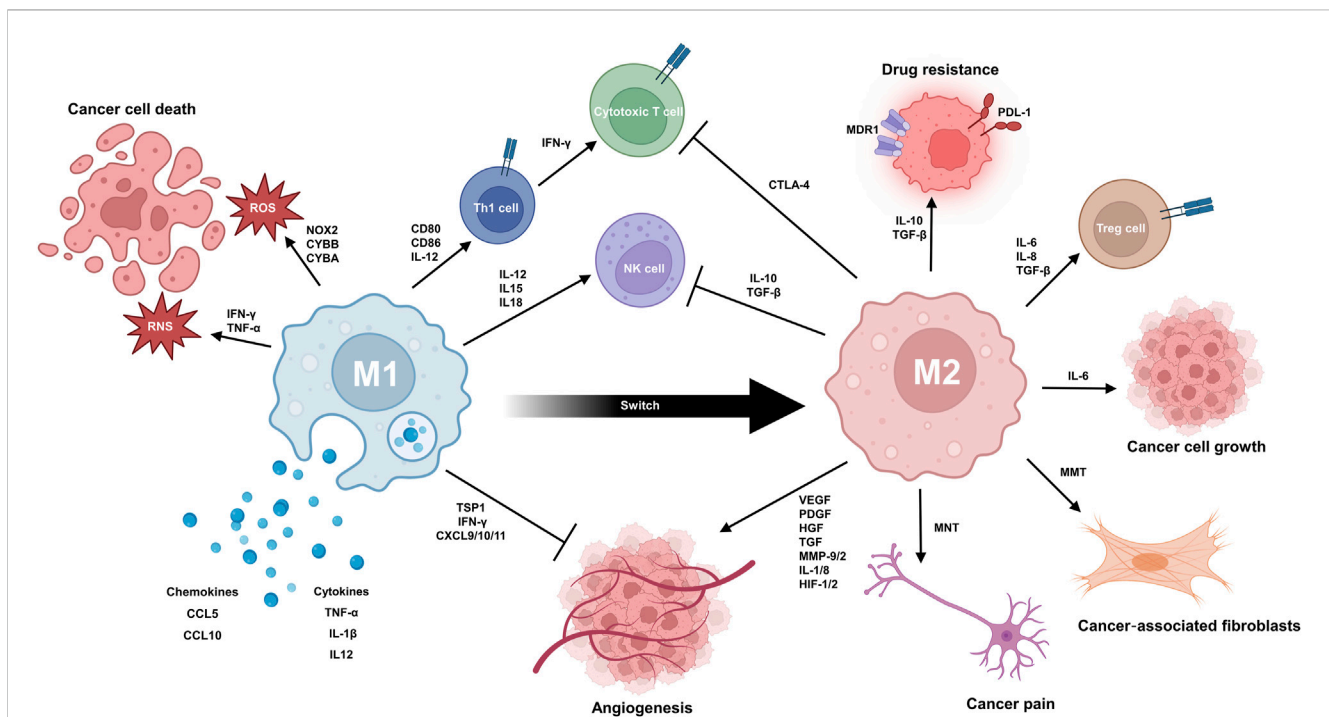 Cancer cell death
ROS
NOX2
CYBB
CYBA
RNS
IFN-γ
TNF-α
M1
CD80
CD86
IL-12
Th1 cell
IFN-γ
Cytotoxic T cell
IL-12
IL15
IL18
NK cell
Switch
TSP1
IFN-γ
CXCL9/10/11
Chemokines
CCL5
CCL10
Cytokines
TNF-α
IL-1β
IL12
M2
CTLA-4
IL-10
TGF-β
Drug resistance
MDR1
PDL-1
IL-10
TGF-β
Treg cell
IL-6
IL-8
TGF-β
IL-6
Cancer cell growth
MMT
Cancer-associated fibroblasts
MNT
Cancer pain
VEGF
PDGF
HGF
TGF
MMP-9/2
IL-1/8
HIF-1/2
Angiogenesis